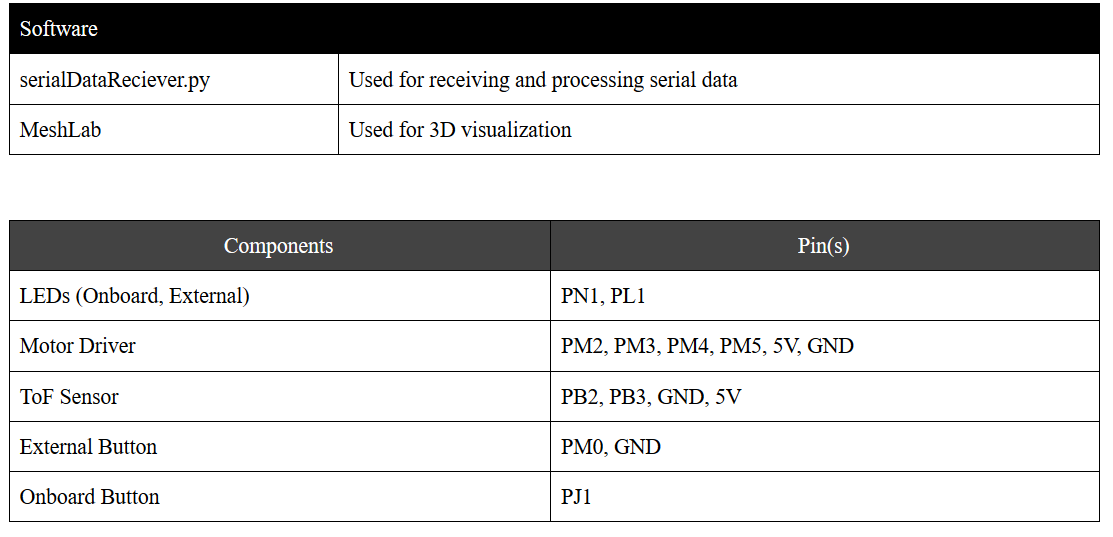 Software
serialDataReciever.py Used for receiving and processing serial data
MeshLab Used for 3D visualization
Components Pin(s)
LEDs (Onboard, External) PN1, PL1
Motor Driver PM2, PM3, PM4, PM5, 5V, GND
ToF Sensor PB2, PB3, GND, 5V
External Button PM0, GND
Onboard Button PJ1